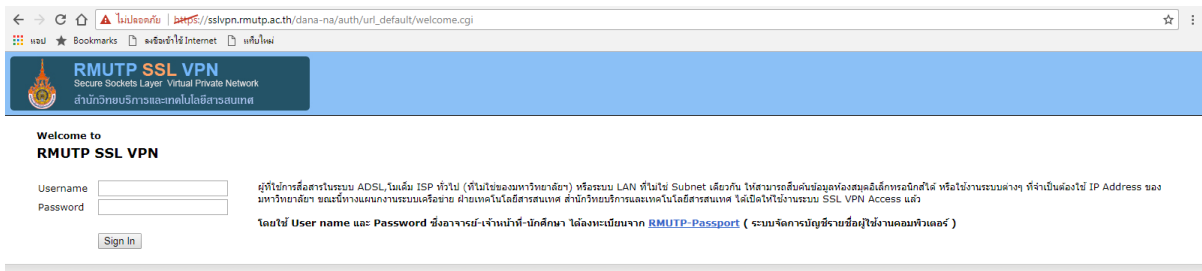 ไม่ปลอดภัย | https://sslvpn.rmutp.ac.th/dana-na/auth/url_default/welcome.cgi
แอป Bookmarks ลงชื่อเข้าใช้ Internet แท็บใหม่
RMUTP SSL VPN
Secure Sockets Layer Virtual Private Network
สำนักวิทยบริการและเทคโนโลยีสารสนเทศ
Welcome to
RMUTP SSL VPN
Username
Password
Sign In
ผู้ที่ใช้การสื่อสารในระบบ ADSL,โมเด็ม ISP ทั่วไป (ที่ไม่ใช่ของมหาวิทยาลัยฯ) หรือระบบ LAN ที่ไม่ใช่ Subnet เดียวกัน ให้สามารถสืบค้นข้อมูลห้องสมุดอิเล็กทรอนิกส์ได้ หรือใช้งานระบบต่างๆ ที่จำเป็นต้องใช้ IP Address ของ
มหาวิทยาลัยฯ ขณะนี้ทางแผนกงานระบบเครือข่าย ฝ่ายเทคโนโลยีสารสนเทศ สำนักวิทยบริการและเทคโนโลยีสารสนเทศ ได้เปิดให้ใช้งานระบบ SSL VPN Access แล้ว
โดยใช้ User name และ Password ซึ่งอาจารย์-เจ้าหน้าที่-นักศึกษา ได้ลงทะเบียนจาก RMUTP-Passport ( ระบบจัดการบัญชีรายชื่อผู้ใช้งานคอมพิวเตอร์ )